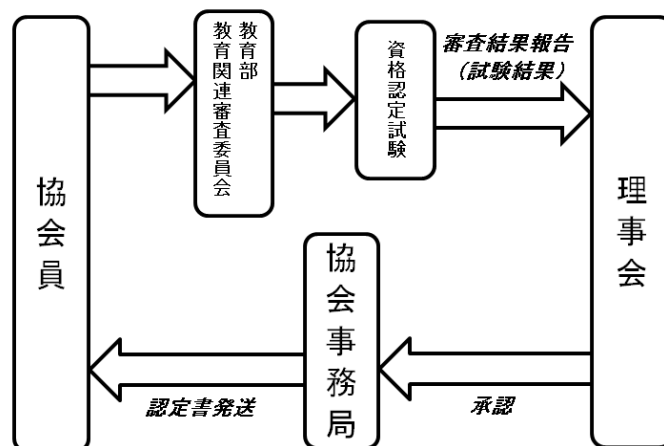 協会員
教育部
教育関連審査委員会
資格認定試験
審査結果報告
（試験結果）
理事会
協会事務局
認定書発送
承認